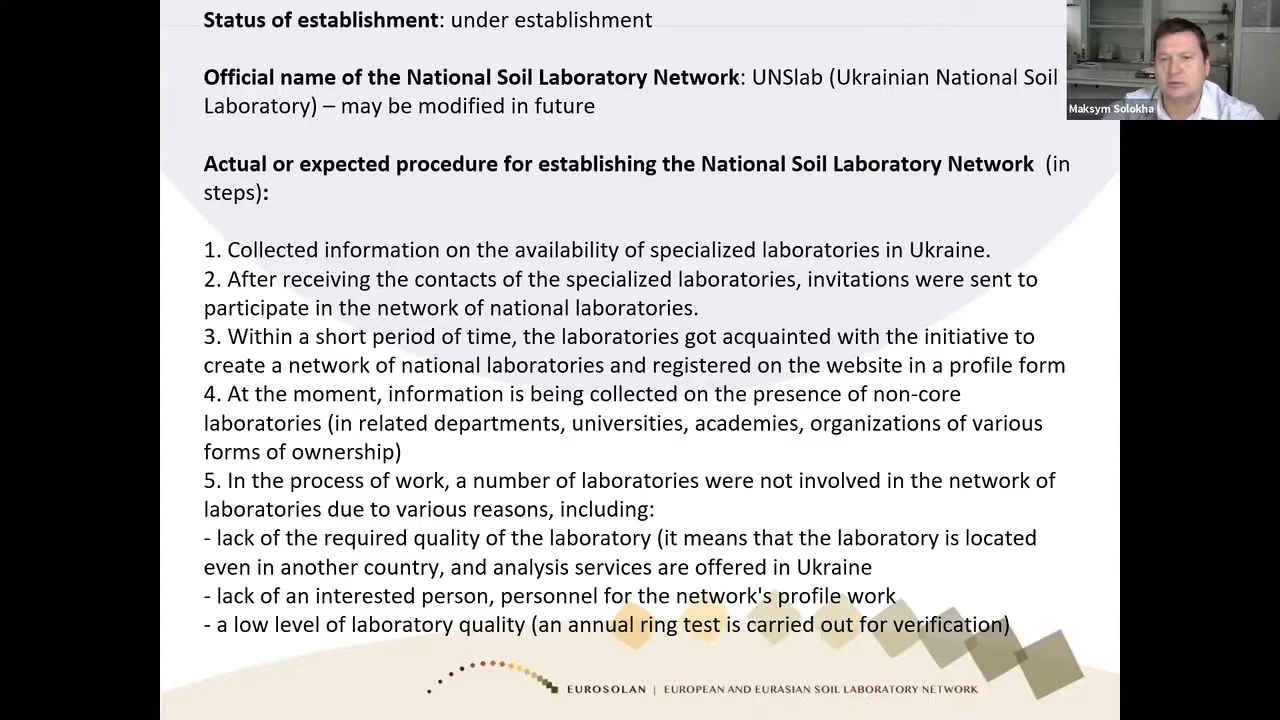 Status of establishment: under establishment
Official name of the National Soil Laboratory Network: UNSlab (Ukrainian National Soil
Laboratory) – may be modified in future
Actual or expected procedure for establishing the National Soil Laboratory Network (in
steps):
1. Collected information on the availability of specialized laboratories in Ukraine.
2. After receiving the contacts of the specialized laboratories, invitations were sent to
participate in the network of national laboratories.
3. Within a short period of time, the laboratories got acquainted with the initiative to
create a network of national laboratories and registered on the website in a profile form
4. At the moment, information is being collected on the presence of non-core
laboratories (in related departments, universities, academies, organizations of various
forms of ownership)
5. In the process of work, a number of laboratories were not involved in the network of
laboratories due to various reasons, including:
- lack of the required quality of the laboratory (it means that the laboratory is located
even in another country, and analysis services are offered in Ukraine
- lack of an interested person, personnel for the network's profile work
- a low level of laboratory quality (an annual ring test is carried out for verification)
EUROSOLAN | EUROPEAN AND EURASIAN SOIL LABORATORY NETWORK
Maksym Solokha